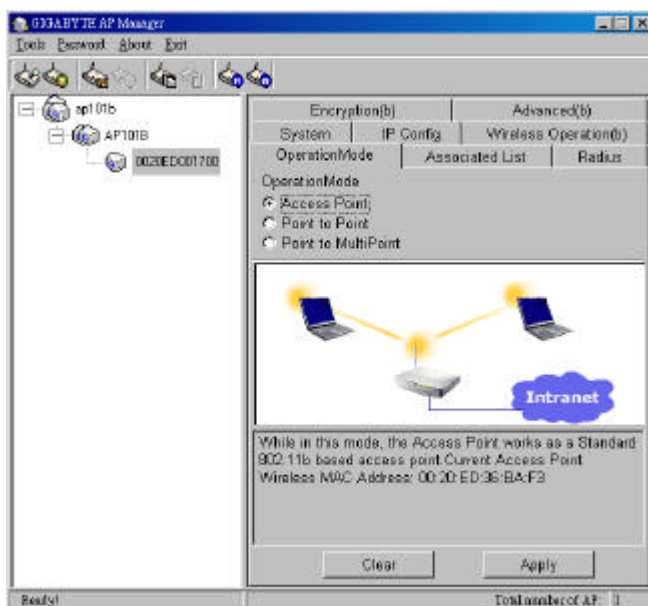 GIGABYTE AP Manager
Tools Password About Exit
ap101b
AP101B
0020ED001700
Encryption(b) Advanced(b)
System IP Config Wireless Operation(b)
OperationMode Associated List Radius
OperationMode
Access Point
Point to Point
Point to MultiPoint
Intranet
While in this mode, the Access Point works as a Standard
802.11b based access point.Current Access Point
Wireless MAC Address: 00:20:ED:36:BA:F3
Clear Apply
Ready! Total number of AP: 1